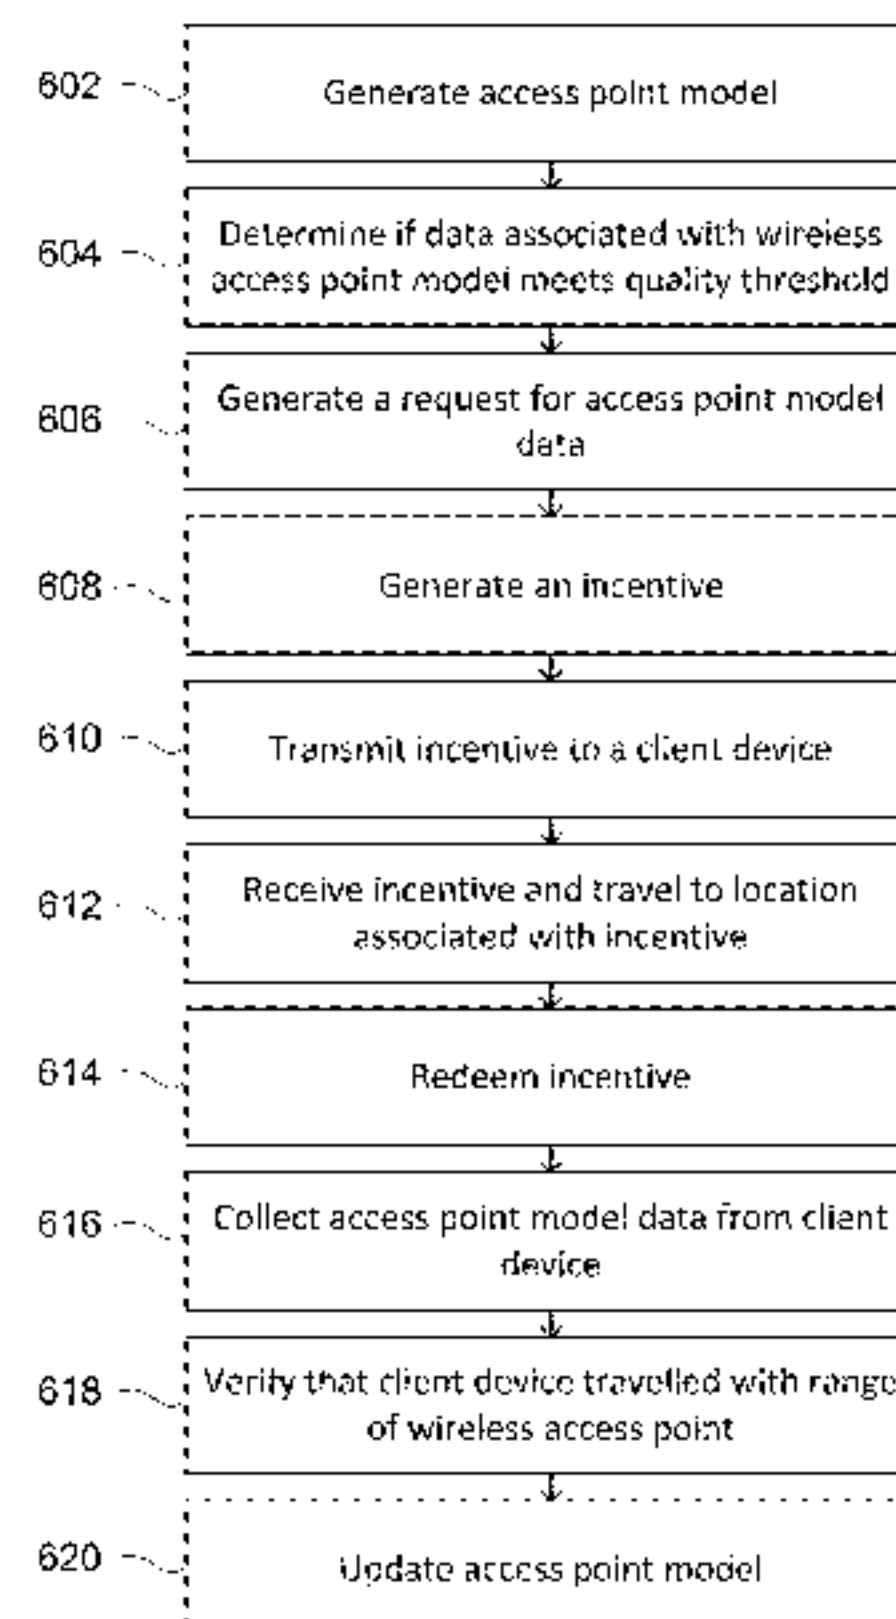 602
Generate access point model
604
Determine if data associated with wireless
access point model meets quality threshold
606
Generate a request for access point model
data
608
Generate an incentive
610
Transmit incentive to a client device
612
Receive incentive and travel to location
associated with incentive
614
Redeem incentive
616
Collect access point model data from client
device
618
Verify that client device travelled with range
of wireless access point
620
Update access point model